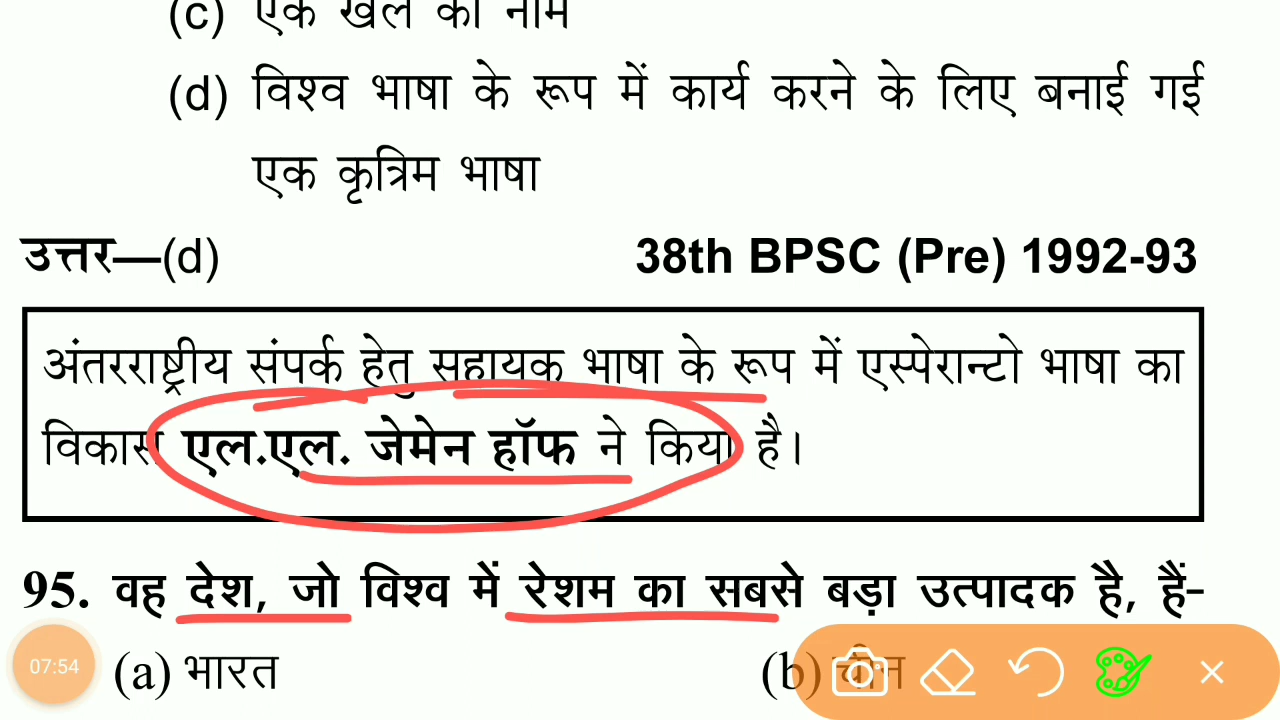 (c) एक खेल का नाम
(d) विश्व भाषा के रूप में कार्य करने के लिए बनाई गई
एक कृत्रिम भाषा
उत्तर—(d) 38th BPSC (Pre) 1992-93
अंतरराष्ट्रीय संपर्क हेतु सहायक भाषा के रूप में एस्पेरान्टो भाषा का
विकास एल.एल. जेमेन हॉफ ने किया है।
95. वह देश, जो विश्व में रेशम का सबसे बड़ा उत्पादक है, हैं-
(a) भारत (b) चीन
07:54